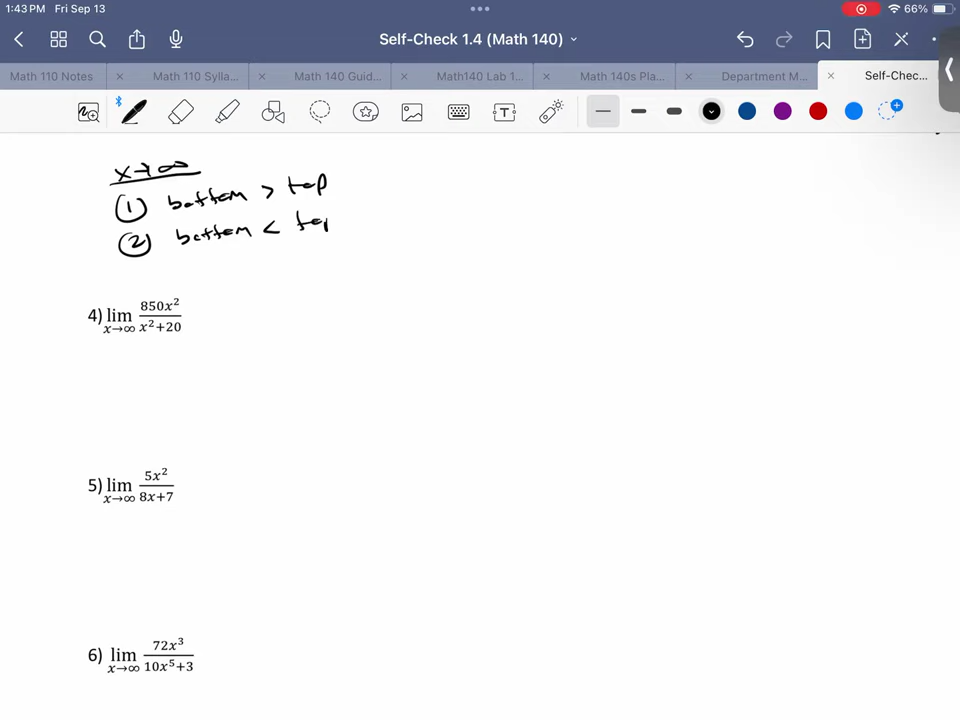 1:43 PM Fri Sep 13
66%
Self-Check 1.4 (Math 140)
Math 110 Notes
Math 110 Sylla...
Math 140 Guid...
Math140 Lab 1...
Math 140s Pla...
Department M...
Self-Chec...
x→∞
① bottom > top
② bottom < top
4) lim x→∞ 850x²/x²+20
5) lim x→∞ 5x²/8x+7
6) lim x→∞ 72x³/10x⁵+3